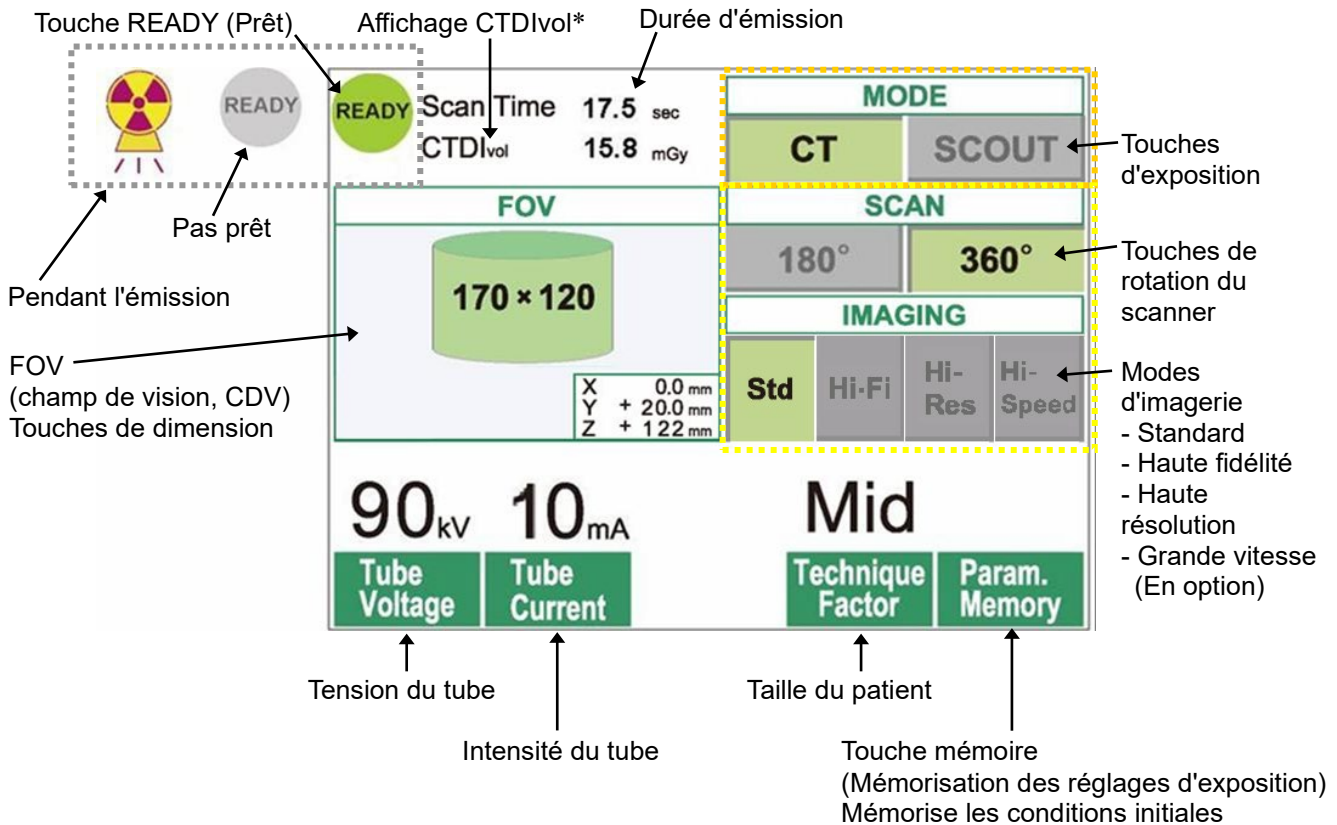 Touche READY (Prêt)
Affichage CTDIvol*
Durée d'émission
READY
READY
Scan Time 17.5 sec
CTDIvol 15.8 mGy
MODE
CT
SCOUT
Touches
d'exposition
Pas prêt
Pendant l'émission
FOV
170 × 120
X 0.0 mm
Y + 20.0 mm
Z + 122 mm
FOV
(champ de vision, CDV)
Touches de dimension
SCAN
180°
360°
Touches de
rotation du
scanner
IMAGING
Std
Hi-Fi
Hi-
Res
Hi-
Speed
Modes
d'imagerie
- Standard
- Haute fidélité
- Haute
résolution
- Grande vitesse
(En option)
90kV
10mA
Mid
Tube
Voltage
Tube
Current
Technique
Factor
Param.
Memory
Tension du tube
Taille du patient
Intensité du tube
Touche mémoire
(Mémorisation des réglages d'exposition)
Mémorise les conditions initiales